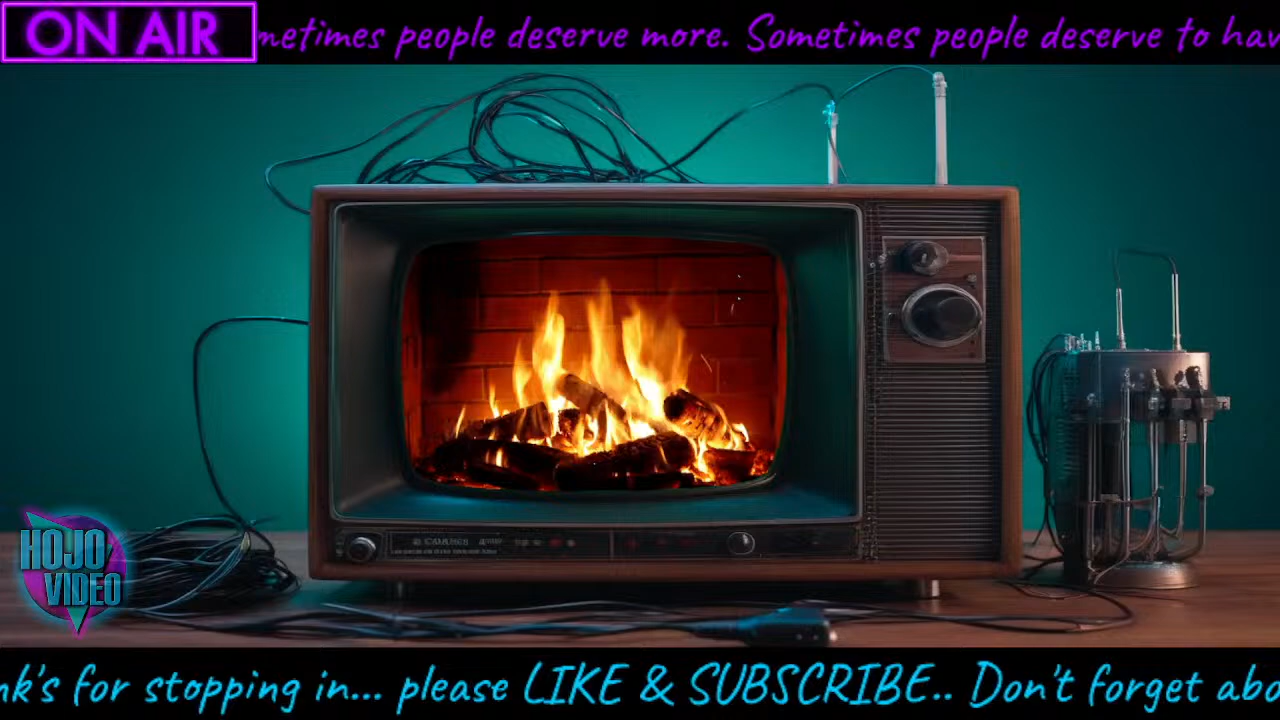 ON AIR
metimes people deserve more. Sometimes people deserve to hav
HOJO
VIDEO
nk's for stopping in... please LIKE & SUBSCRIBE.. Don't forget abo